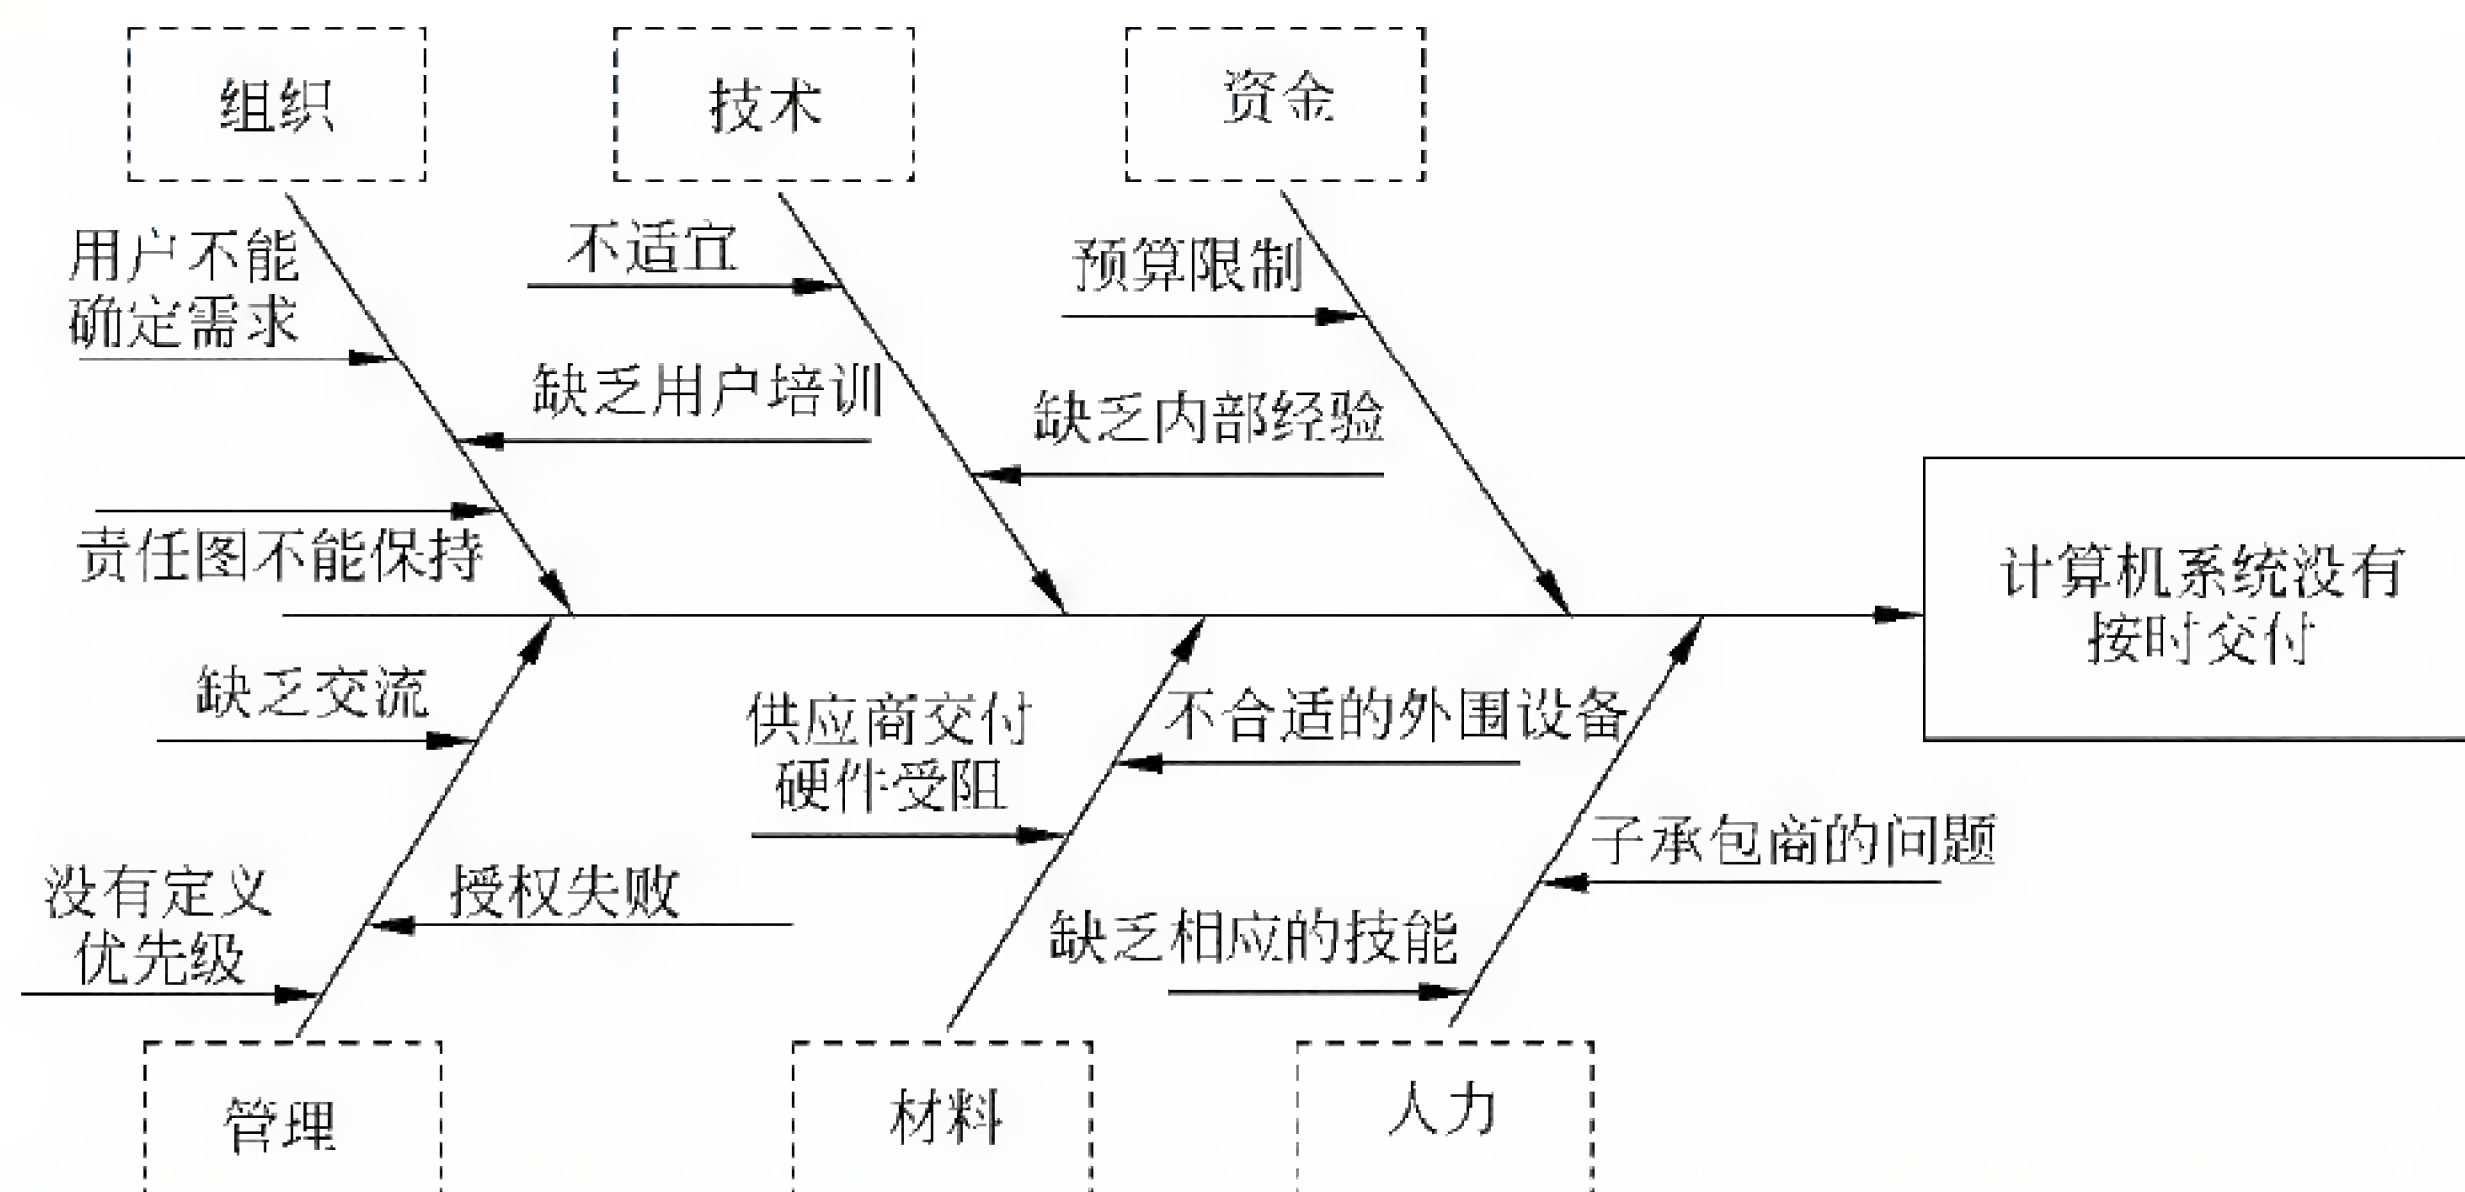 组织
技术
资金
用户不能
确定需求
不适宜
预算限制
缺乏用户培训
缺乏内部经验
责任图不能保持
计算机系统没有
按时交付
缺乏交流
供应商交付
硬件受阻
不合适的外围设备
子承包商的问题
没有定义
优先级
授权失败
缺乏相应的技能
管理
材料
人力